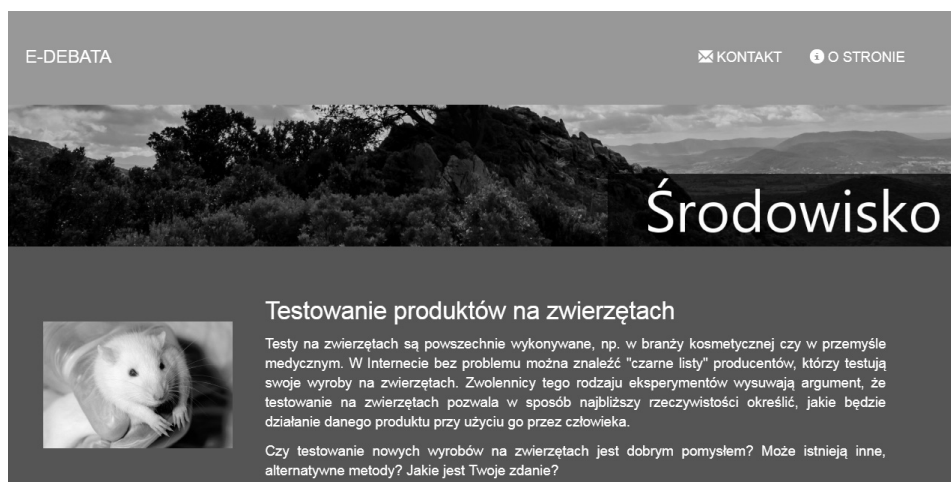 E-DEBATA
KONTAKT
O STRONIE
Środowisko
Testowanie produktów na zwierzętach
Testy na zwierzętach są powszechnie wykonywane, np. w branży kosmetycznej czy w przemyśle
medycznym. W Internecie bez problemu można znaleźć "czarne listy" producentów, którzy testują
swoje wyroby na zwierzętach. Zwolennicy tego rodzaju eksperymentów wysuwają argument, że
testowanie na zwierzętach pozwala w sposób najbliższy rzeczywistości określić, jakie będzie
działanie danego produktu przy użyciu go przez człowieka.
Czy testowanie nowych wyrobów na zwierzętach jest dobrym pomysłem? Może istnieją inne,
alternatywne metody? Jakie jest Twoje zdanie?